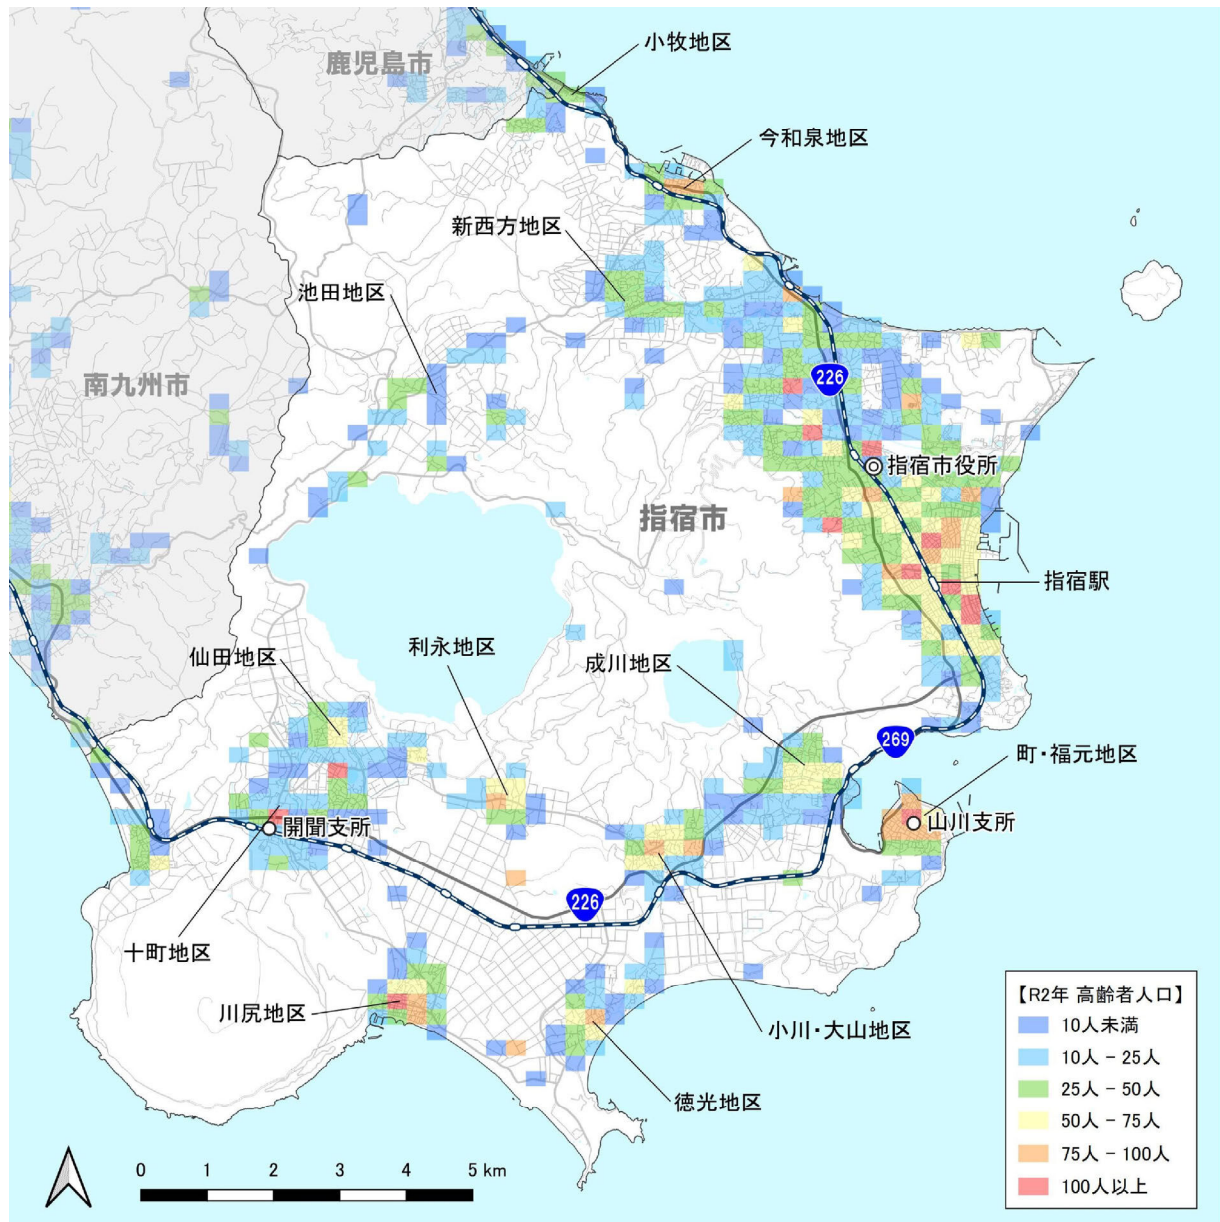 小牧地区
鹿児島市
今和泉地区
新西方地区
池田地区
南九州市
226
指宿市役所
指宿市
指宿駅
利永地区
仙田地区
成川地区
269
町・福元地区
開聞支所
山川支所
226
十町地区
川尻地区
小川・大山地区
徳光地区
【R2年 高齢者人口】
10人未満
10人 - 25人
25人 - 50人
50人 - 75人
75人 - 100人
100人以上
0 1 2 3 4 5 km